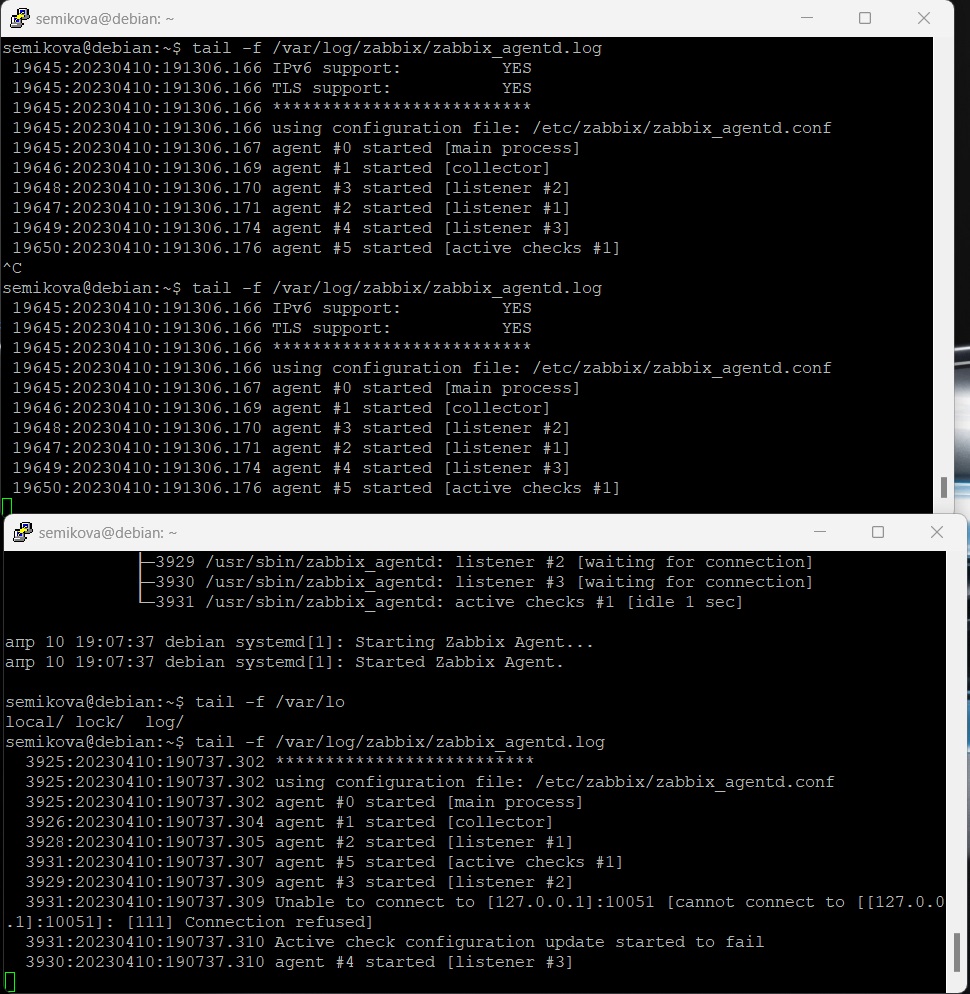 semikova@debian: ~
semikova@debian:~$ tail -f /var/log/zabbix/zabbix_agentd.log
19645:20230410:191306.166 IPv6 support:          YES
19645:20230410:191306.166 TLS support:           YES
19645:20230410:191306.166 **************************
19645:20230410:191306.166 using configuration file: /etc/zabbix/zabbix_agentd.conf
19645:20230410:191306.167 agent #0 started [main process]
19646:20230410:191306.169 agent #1 started [collector]
19648:20230410:191306.170 agent #3 started [listener #2]
19647:20230410:191306.171 agent #2 started [listener #1]
19649:20230410:191306.174 agent #4 started [listener #3]
19650:20230410:191306.176 agent #5 started [active checks #1]
^C
semikova@debian:~$ tail -f /var/log/zabbix/zabbix_agentd.log
19645:20230410:191306.166 IPv6 support:          YES
19645:20230410:191306.166 TLS support:           YES
19645:20230410:191306.166 **************************
19645:20230410:191306.166 using configuration file: /etc/zabbix/zabbix_agentd.conf
19645:20230410:191306.167 agent #0 started [main process]
19646:20230410:191306.169 agent #1 started [collector]
19648:20230410:191306.170 agent #3 started [listener #2]
19647:20230410:191306.171 agent #2 started [listener #1]
19649:20230410:191306.174 agent #4 started [listener #3]
19650:20230410:191306.176 agent #5 started [active checks #1]
semikova@debian: ~
├─3929 /usr/sbin/zabbix_agentd: listener #2 [waiting for connection]
├─3930 /usr/sbin/zabbix_agentd: listener #3 [waiting for connection]
└─3931 /usr/sbin/zabbix_agentd: active checks #1 [idle 1 sec]
апр 10 19:07:37 debian systemd[1]: Starting Zabbix Agent...
апр 10 19:07:37 debian systemd[1]: Started Zabbix Agent.
semikova@debian:~$ tail -f /var/lo
local/ lock/  log/
semikova@debian:~$ tail -f /var/log/zabbix/zabbix_agentd.log
3925:20230410:190737.302 **************************
3925:20230410:190737.302 using configuration file: /etc/zabbix/zabbix_agentd.conf
3925:20230410:190737.302 agent #0 started [main process]
3926:20230410:190737.304 agent #1 started [collector]
3928:20230410:190737.305 agent #2 started [listener #1]
3931:20230410:190737.307 agent #5 started [active checks #1]
3929:20230410:190737.309 agent #3 started [listener #2]
3931:20230410:190737.309 Unable to connect to [127.0.0.1]:10051 [cannot connect to [[127.0.0
.1]:10051]: [111] Connection refused]
3931:20230410:190737.310 Active check configuration update started to fail
3930:20230410:190737.310 agent #4 started [listener #3]